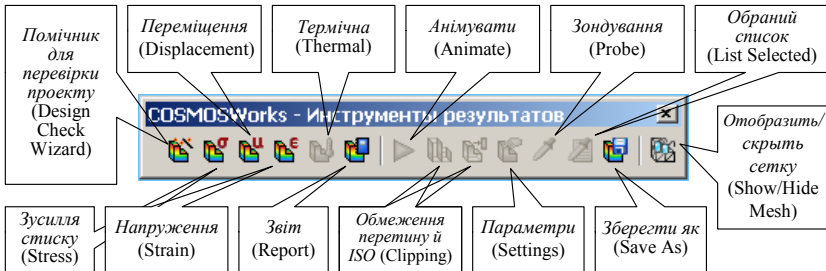 Помічник
для
перевірки
проекту
(Design
Check
Wizard)
Переміщення
(Displacement)
Термічна
(Thermal)
Анімувати
(Animate)
Зондування
(Probe)
Обраний
список
(List Selected)
COSMOSWorks - Инструменты результатов
σ
u
ε
Отобразить/
скрыть
сетку
(Show/Hide
Mesh)
Зусилля
стиску
(Stress)
Напруження
(Strain)
Звіт
(Report)
Обмеження
перетину й
ISO (Clipping)
Параметри
(Settings)
Зберегти як
(Save As)